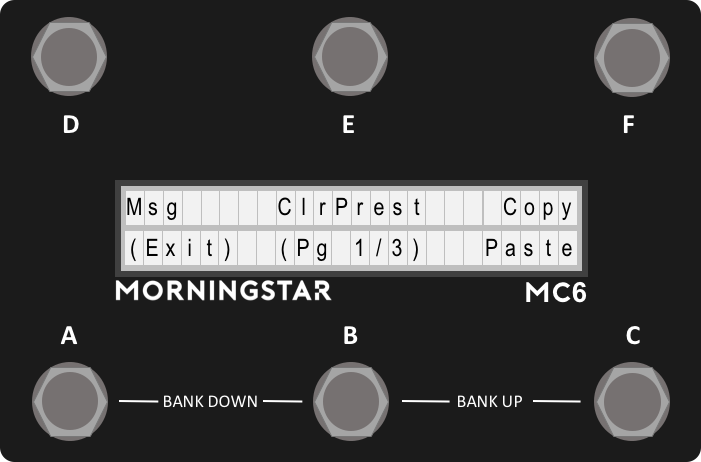 D E F
Msg ClrPrest Copy
(Exit) (Pg 1/3) Paste
MORNINGSTAR MC6
A B C
BANK DOWN BANK UP